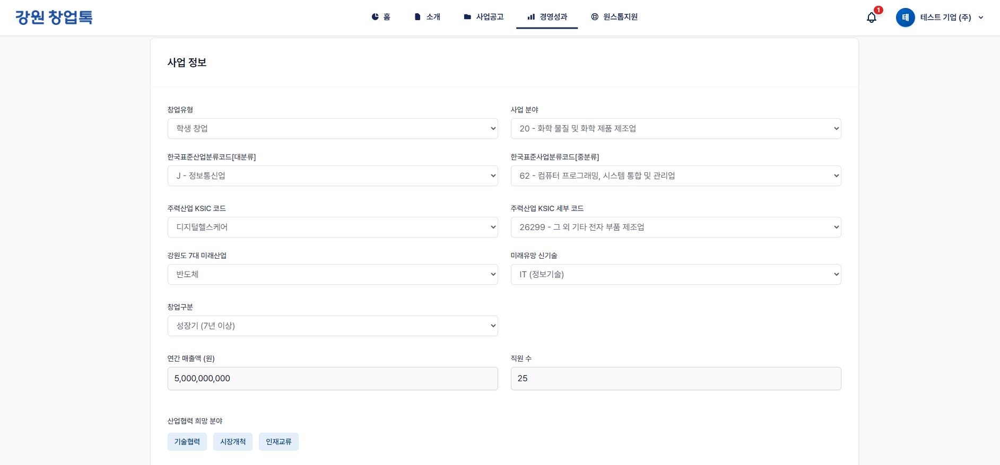 강원 창업톡
홈
소개
사업공고
경영성과
원스톱지원
1
테
테스트 기업 (주)
사업 정보
창업유형
사업 분야
학생 창업
20 - 화학 물질 및 화학 제품 제조업
한국표준산업분류코드[대분류]
한국표준사업분류코드[중분류]
J - 정보통신업
62 - 컴퓨터 프로그래밍, 시스템 통합 및 관리업
주력산업 KSIC 코드
주력산업 KSIC 세부 코드
디지털헬스케어
26299 - 그 외 기타 전자 부품 제조업
강원도 7대 미래산업
미래유망 신기술
반도체
IT (정보기술)
창업구분
성장기 (7년 이상)
연간 매출액 (원)
직원 수
5,000,000,000
25
산업협력 희망 분야
기술협력
시장개척
인재교류